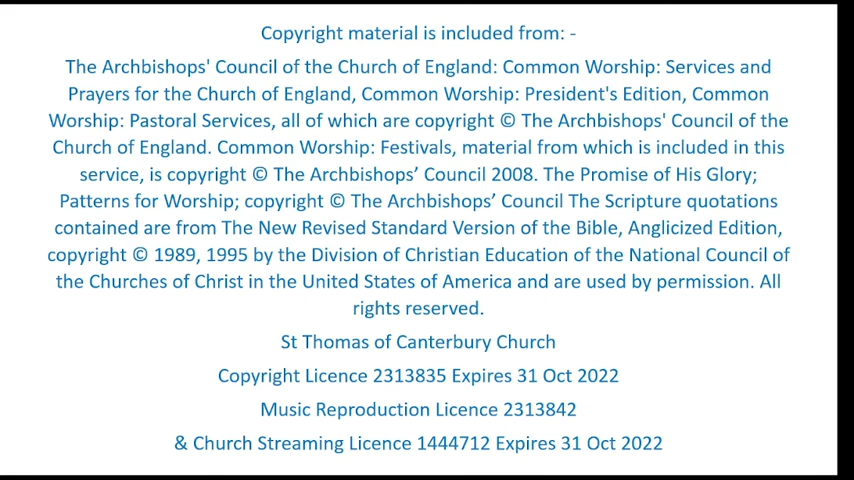 Copyright material is included from: -
The Archbishops' Council of the Church of England: Common Worship: Services and
Prayers for the Church of England, Common Worship: President's Edition, Common
Worship: Pastoral Services, all of which are copyright © The Archbishops' Council of the
Church of England. Common Worship: Festivals, material from which is included in this
service, is copyright © The Archbishops’ Council 2008. The Promise of His Glory;
Patterns for Worship; copyright © The Archbishops’ Council The Scripture quotations
contained are from The New Revised Standard Version of the Bible, Anglicized Edition,
copyright © 1989, 1995 by the Division of Christian Education of the National Council of
the Churches of Christ in the United States of America and are used by permission. All
rights reserved.
St Thomas of Canterbury Church
Copyright Licence 2313835 Expires 31 Oct 2022
Music Reproduction Licence 2313842
& Church Streaming Licence 1444712 Expires 31 Oct 2022